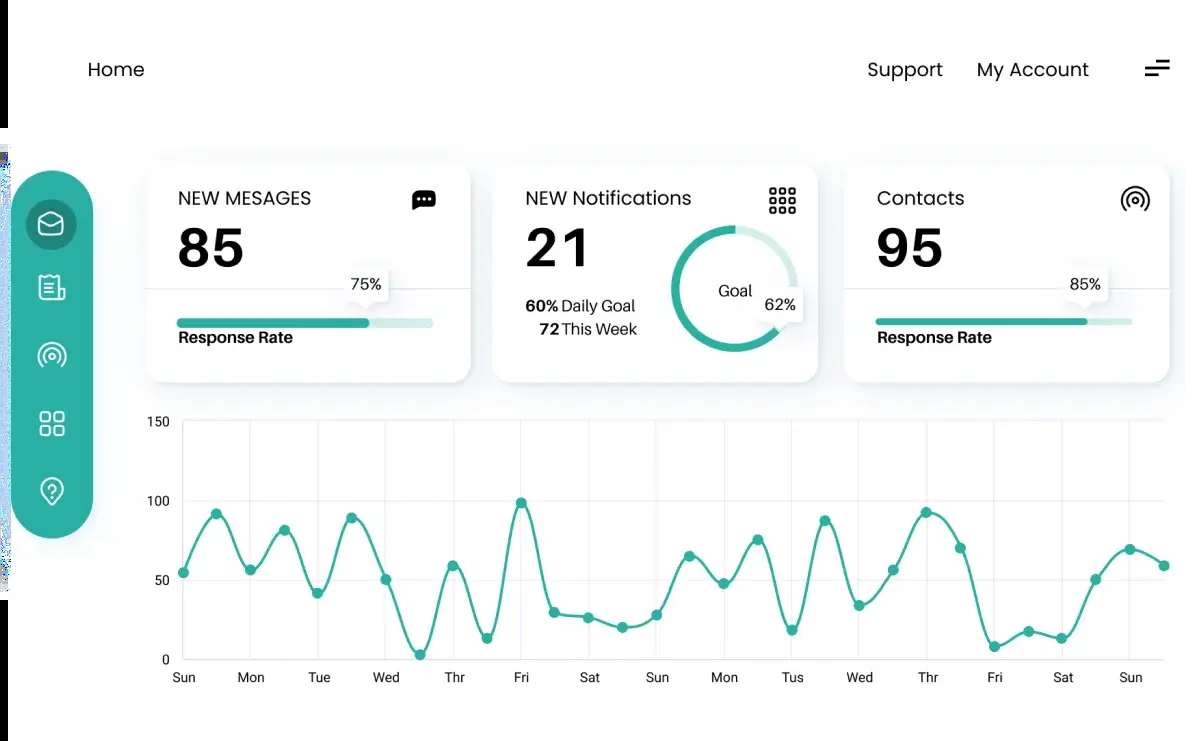 Home Support My Account
NEW MESAGES
85
75%
Response Rate
NEW Notifications
21
60% Daily Goal
72 This Week
Goal
62%
Contacts
95
85%
Response Rate
150
100
50
0
Sun Mon Tue Wed Thr Fri Sat Sun Mon Tus Wed Thr Fri Sat Sun